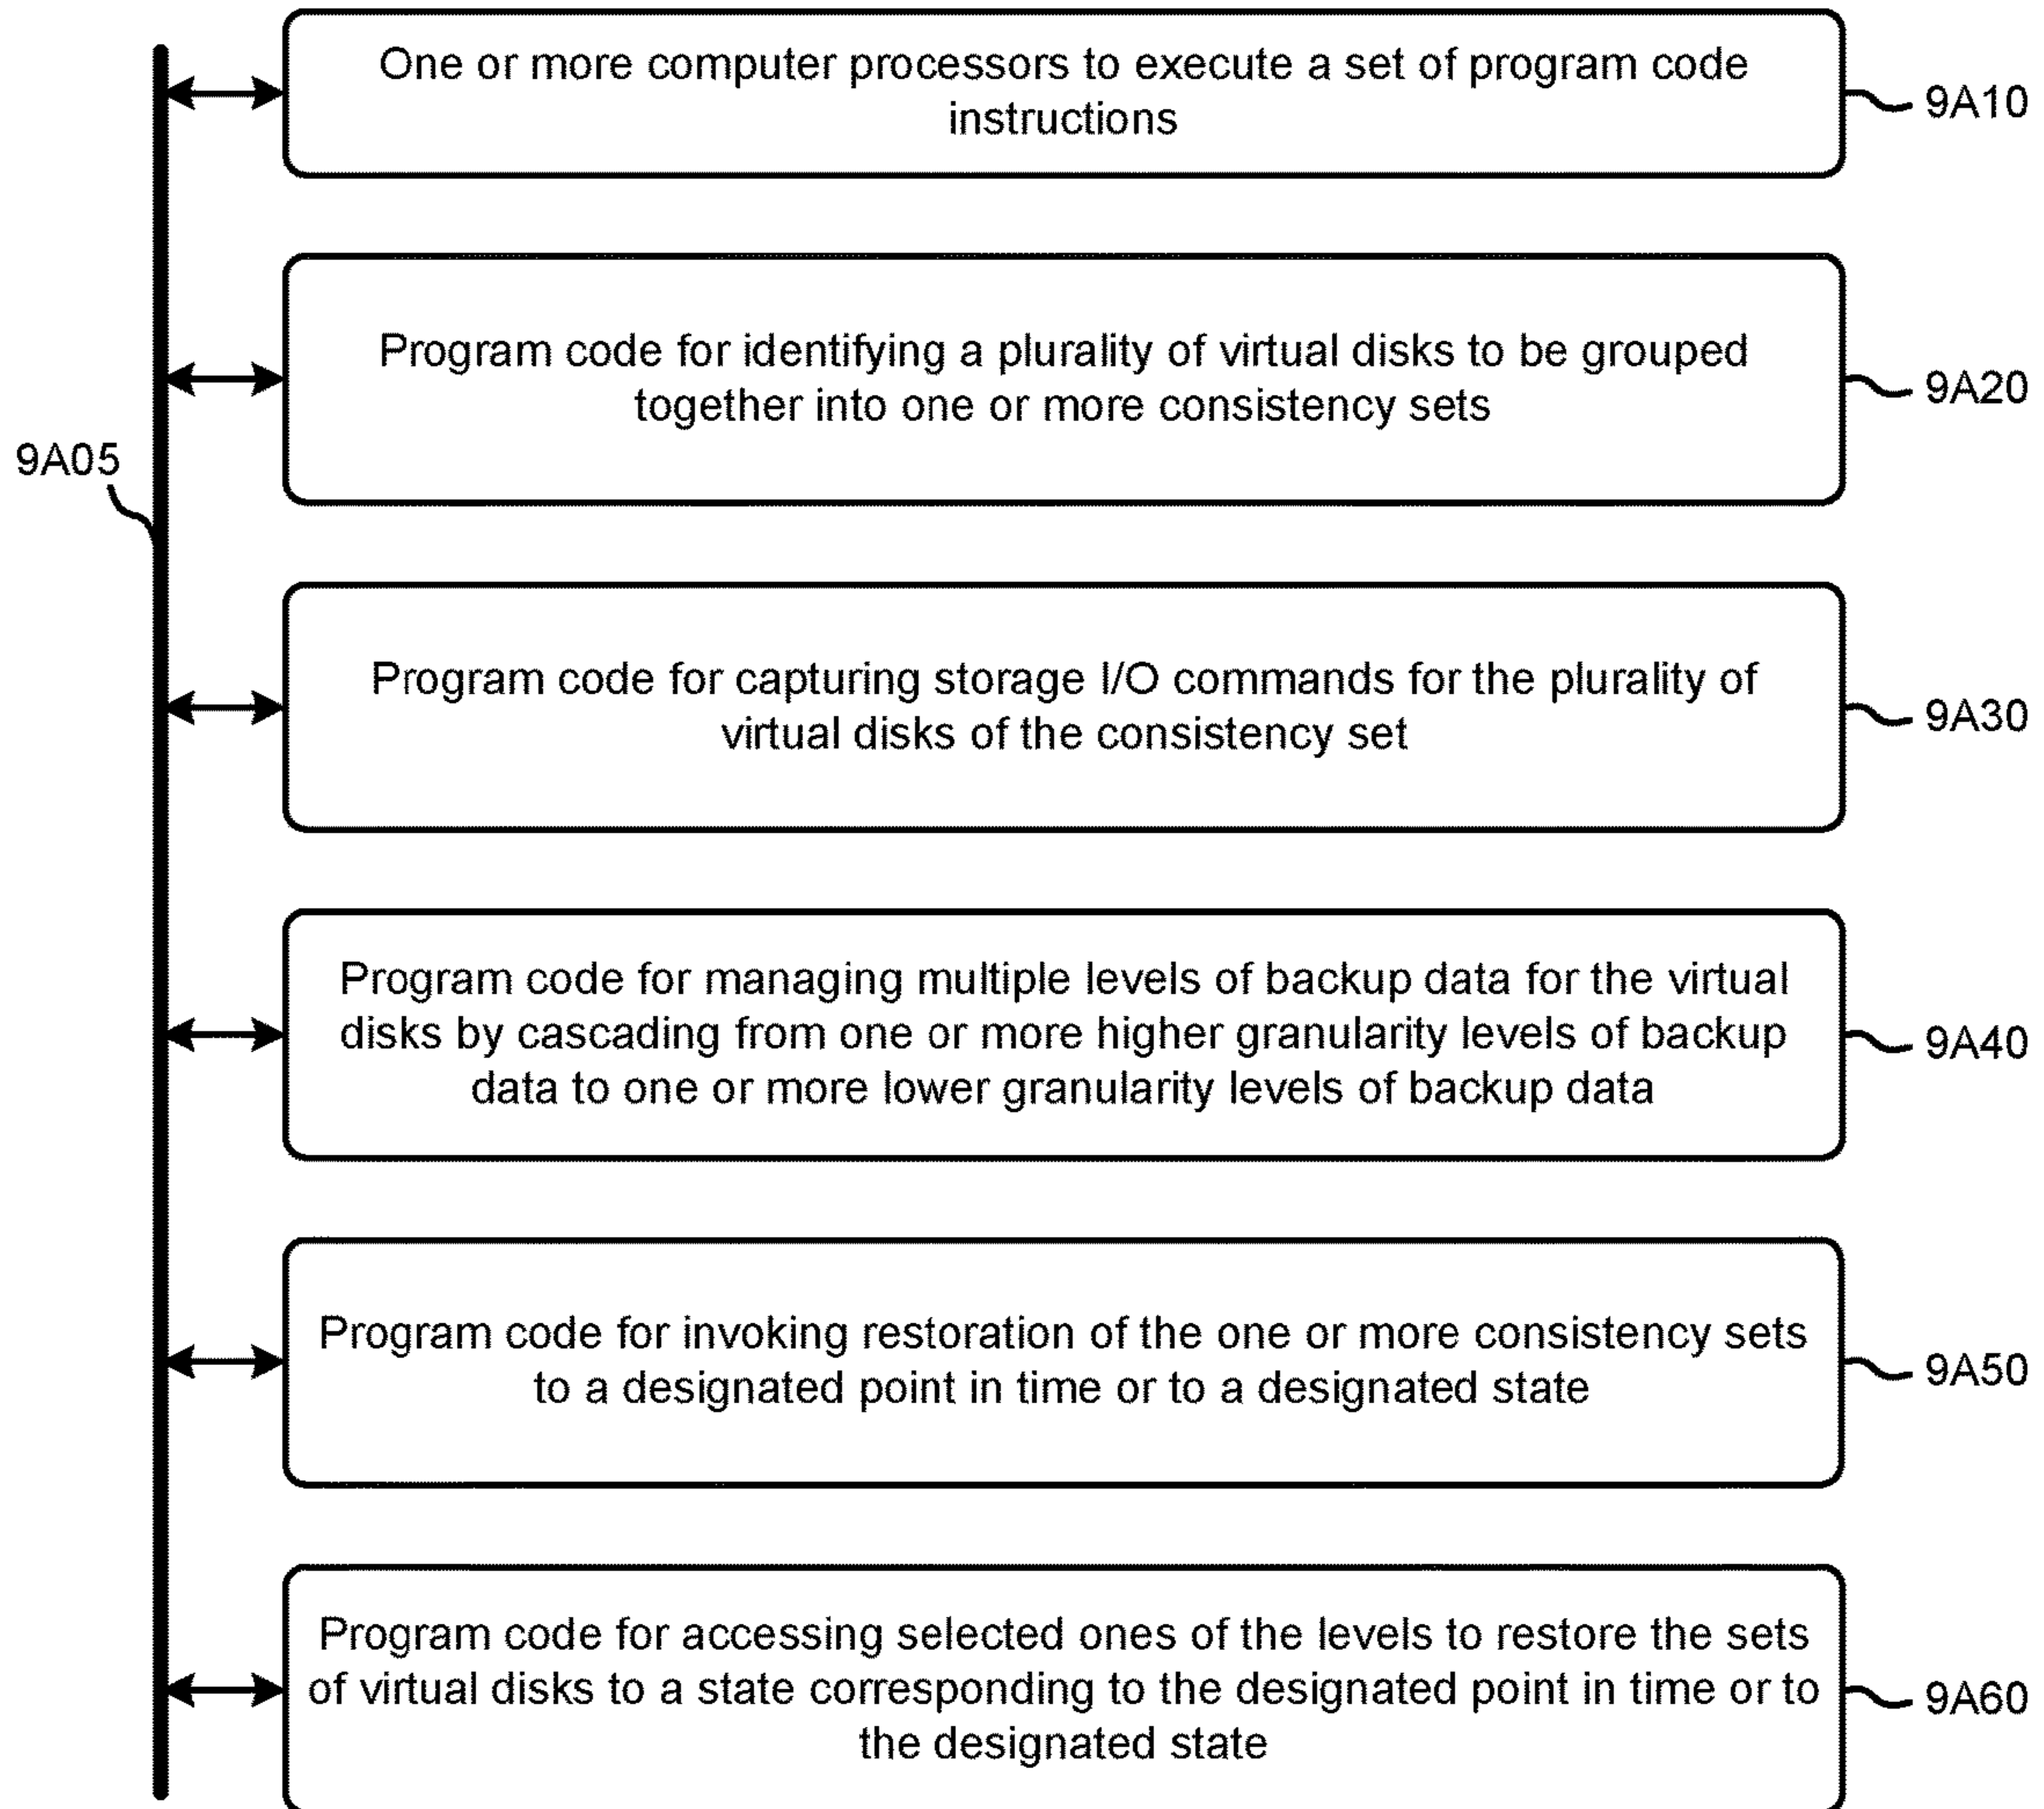 One or more computer processors to execute a set of program code
instructions
9A10
Program code for identifying a plurality of virtual disks to be grouped
together into one or more consistency sets
9A20
9A05
Program code for capturing storage I/O commands for the plurality of
virtual disks of the consistency set
9A30
Program code for managing multiple levels of backup data for the virtual
disks by cascading from one or more higher granularity levels of backup
data to one or more lower granularity levels of backup data
9A40
Program code for invoking restoration of the one or more consistency sets
to a designated point in time or to a designated state
9A50
Program code for accessing selected ones of the levels to restore the sets
of virtual disks to a state corresponding to the designated point in time or to
the designated state
9A60